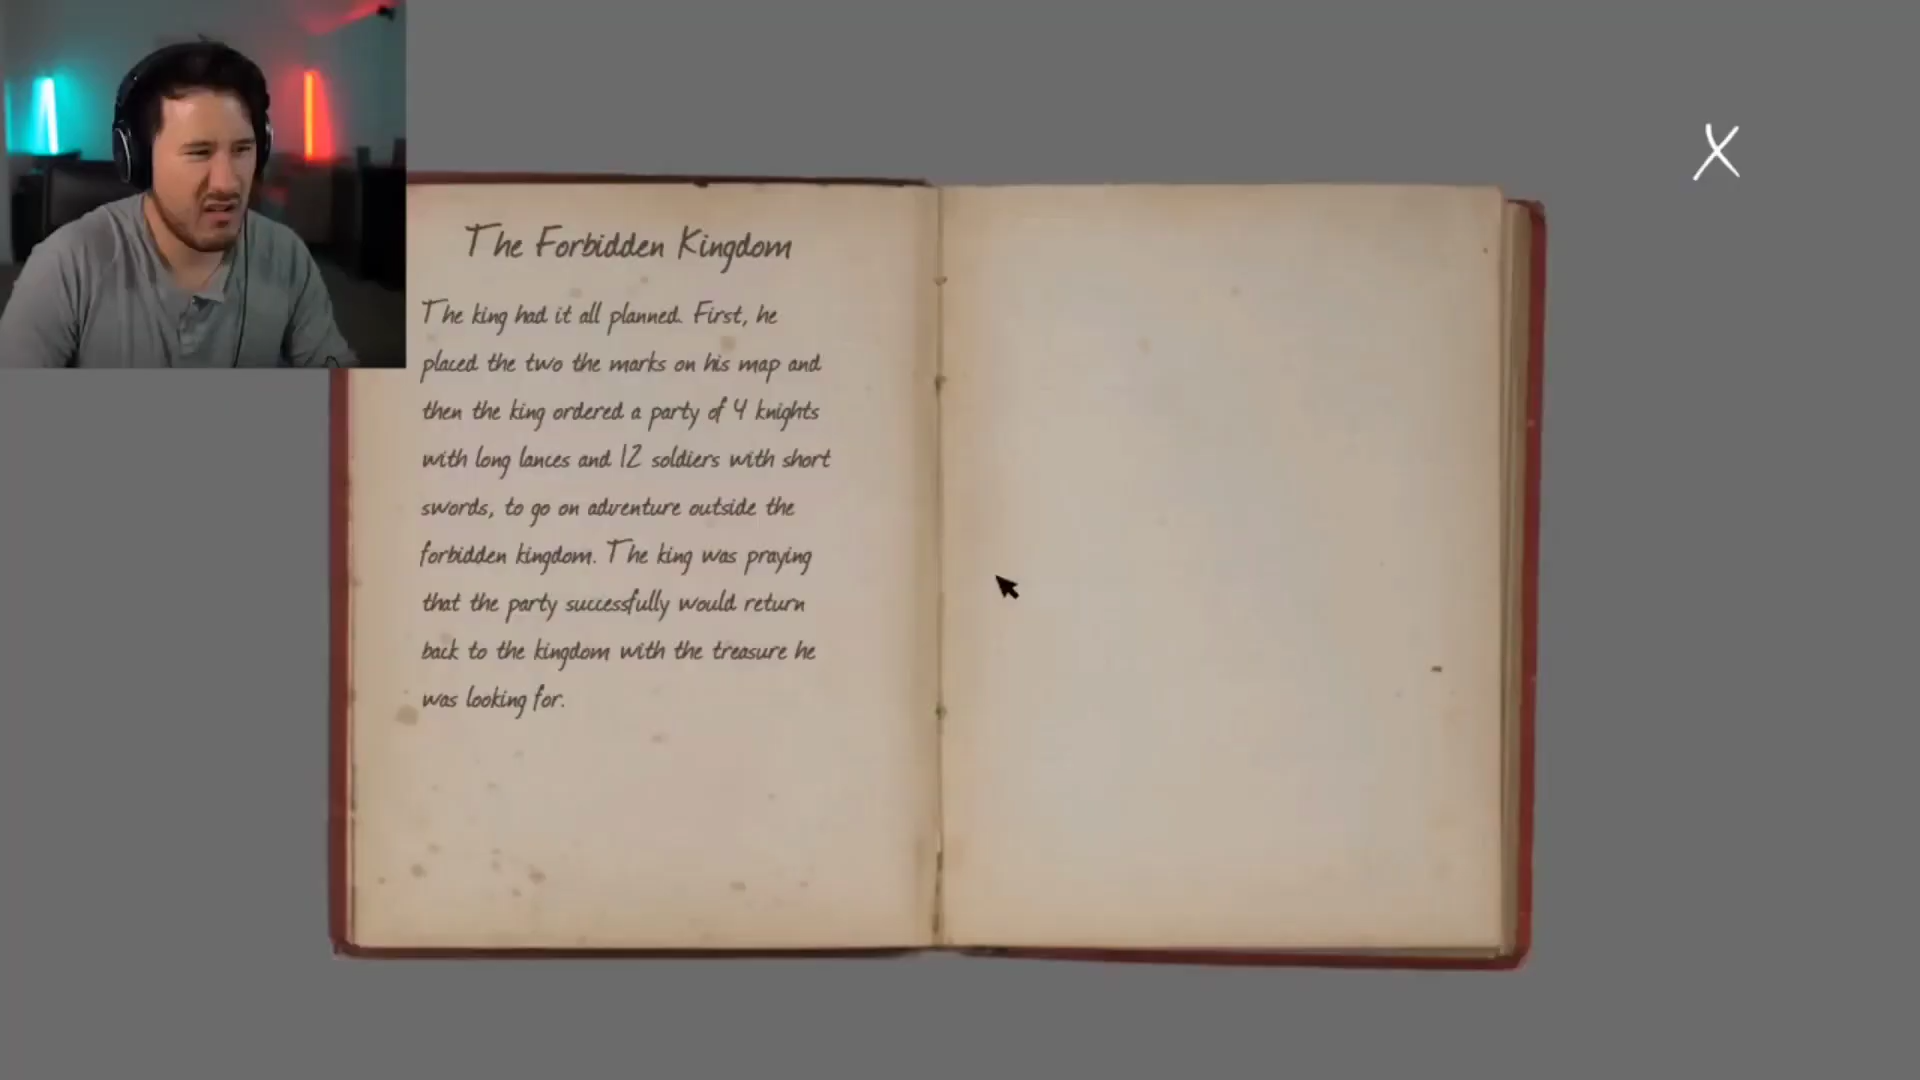 The Forbidden Kingdom
The king had it all planned. First, he
placed the two the marks on his map and
then the king ordered a party of 4 knights
with long lances and 12 soldiers with short
swords, to go on adventure outside the
forbidden kingdom. The king was praying
that the party successfully would return
back to the kingdom with the treasure he
was looking for.